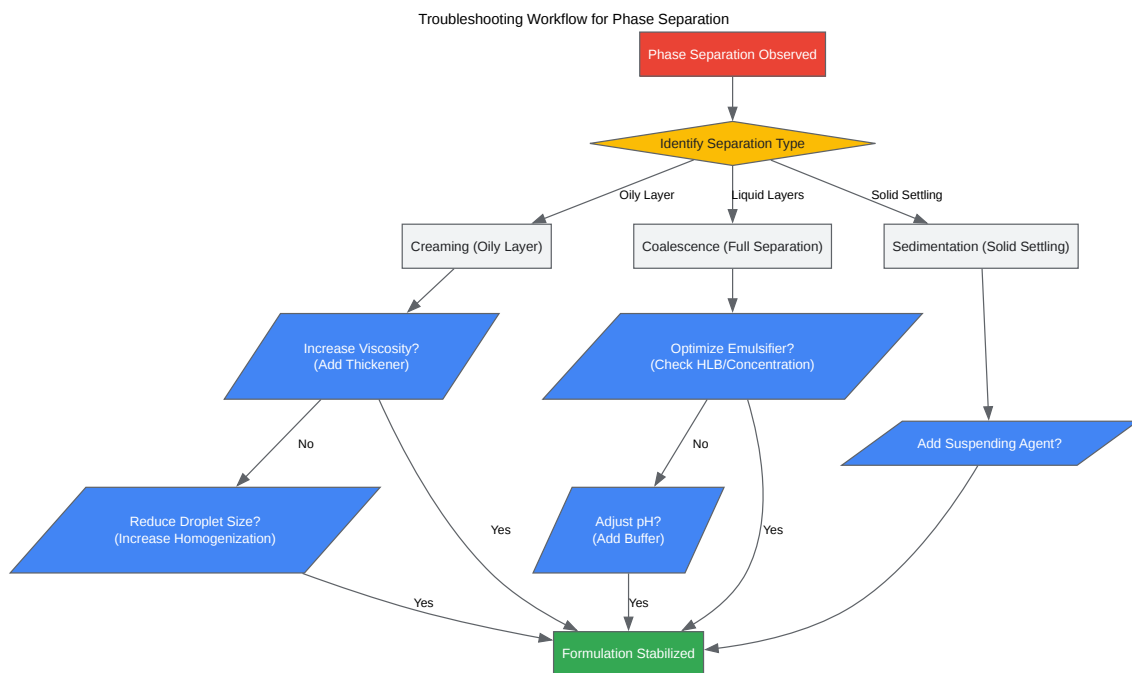 Troubleshooting Workflow for Phase Separation
Phase Separation Observed
Identify Separation Type
Oily Layer
Liquid Layers
Solid Settling
Creaming (Oily Layer)
Coalescence (Full Separation)
Sedimentation (Solid Settling)
Increase Viscosity?
(Add Thickener)
Optimize Emulsifier?
(Check HLB/Concentration)
No
No
Add Suspending Agent?
Reduce Droplet Size?
(Increase Homogenization)
Yes
Adjust pH?
(Add Buffer)
Yes
Yes
Yes
Formulation Stabilized